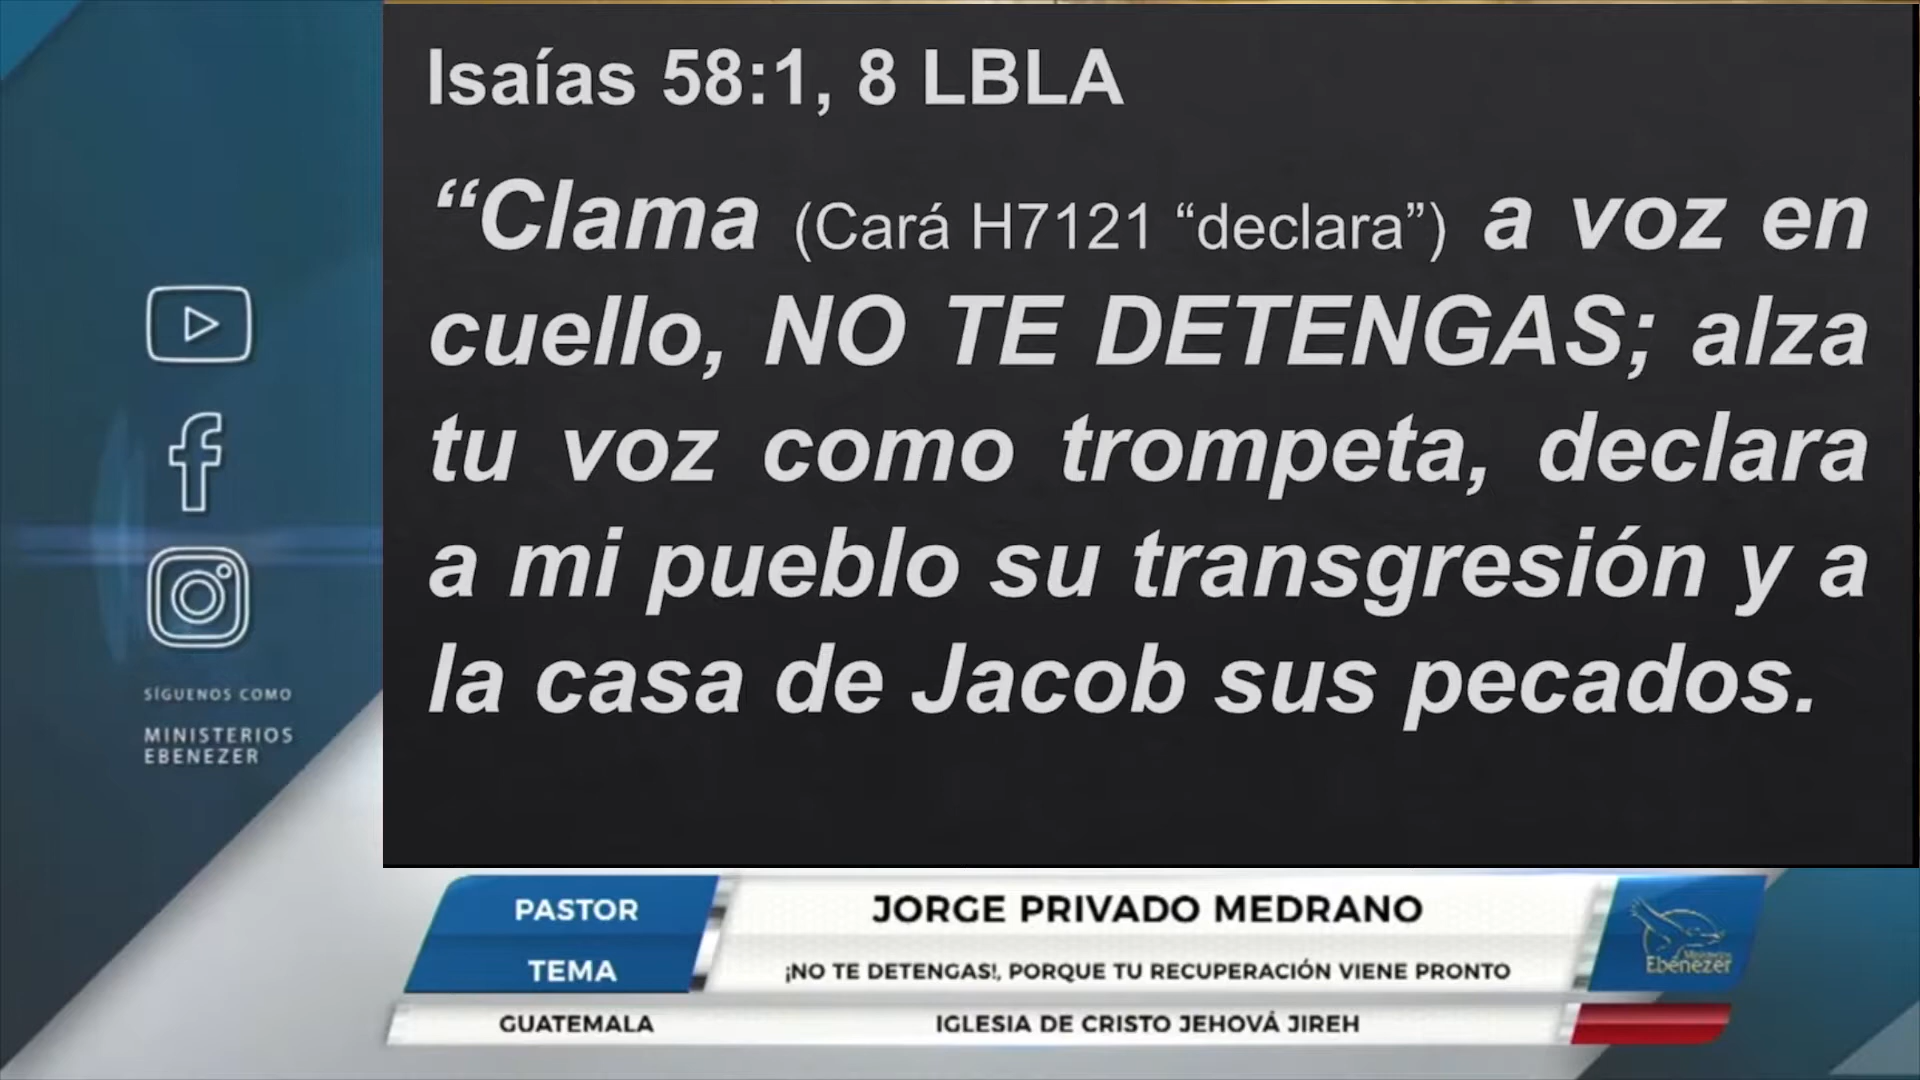 Isaías 58:1, 8 LBLA
“Clama (Cará H7121 “declara”) a voz en
cuello, NO TE DETENGAS; alza
tu voz como trompeta, declara
a mi pueblo su transgresión y a
la casa de Jacob sus pecados.
SÍGUENOS COMO
MINISTERIOS
EBENEZER
PASTOR
JORGE PRIVADO MEDRANO
TEMA
¡NO TE DETENGAS!, PORQUE TU RECUPERACIÓN VIENE PRONTO
Ministerios
Ebenezer
GUATEMALA
IGLESIA DE CRISTO JEHOVÁ JIREH